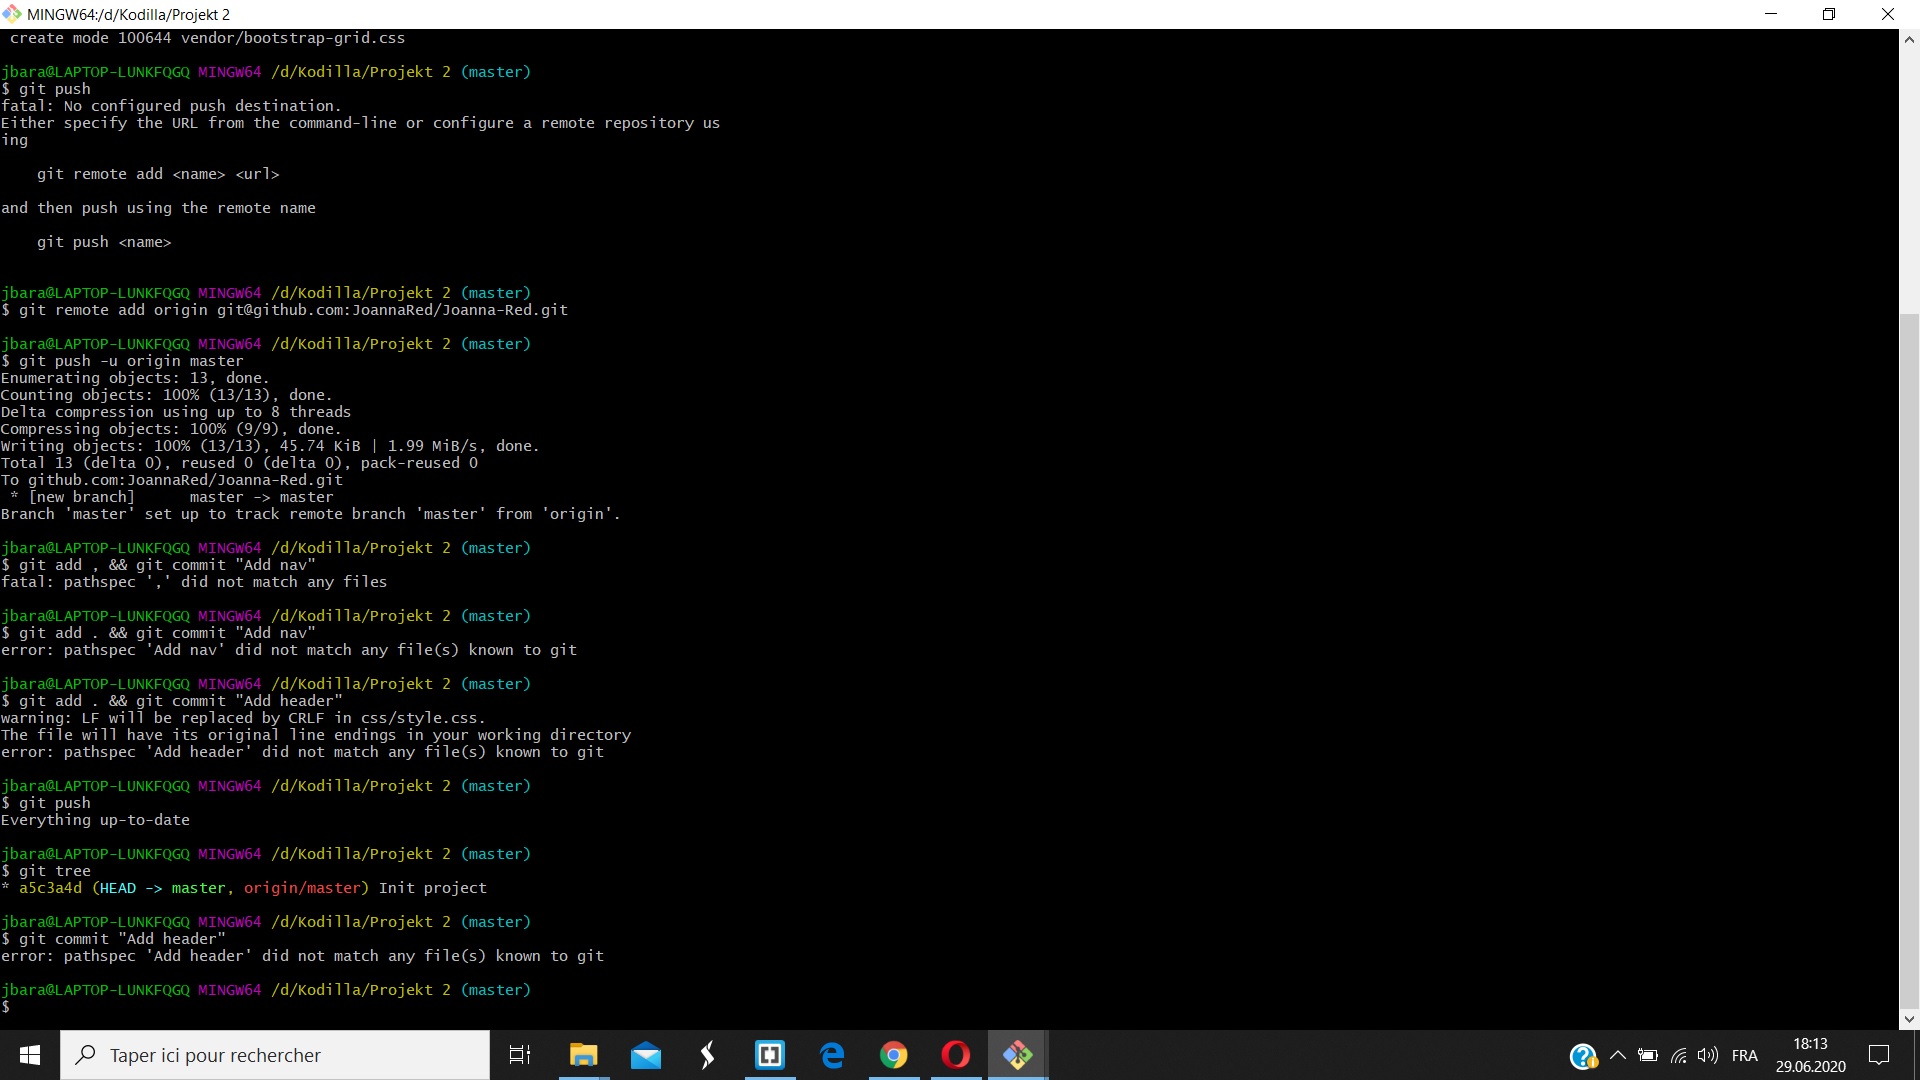 MINGW64:/d/Kodilla/Projekt 2
 create mode 100644 vendor/bootstrap-grid.css
jbara@LAPTOP-LUNKFQGQ MINGW64 /d/Kodilla/Projekt 2 (master)
$ git push
fatal: No configured push destination.
Either specify the URL from the command-line or configure a remote repository us
ing
    git remote add <name> <url>
and then push using the remote name
    git push <name>
jbara@LAPTOP-LUNKFQGQ MINGW64 /d/Kodilla/Projekt 2 (master)
$ git remote add origin git@github.com:JoannaRed/Joanna-Red.git
jbara@LAPTOP-LUNKFQGQ MINGW64 /d/Kodilla/Projekt 2 (master)
$ git push -u origin master
Enumerating objects: 13, done.
Counting objects: 100% (13/13), done.
Delta compression using up to 8 threads
Compressing objects: 100% (9/9), done.
Writing objects: 100% (13/13), 45.74 KiB | 1.99 MiB/s, done.
Total 13 (delta 0), reused 0 (delta 0), pack-reused 0
To github.com:JoannaRed/Joanna-Red.git
 * [new branch]      master -> master
Branch 'master' set up to track remote branch 'master' from 'origin'.
jbara@LAPTOP-LUNKFQGQ MINGW64 /d/Kodilla/Projekt 2 (master)
$ git add , && git commit "Add nav"
fatal: pathspec ',' did not match any files
jbara@LAPTOP-LUNKFQGQ MINGW64 /d/Kodilla/Projekt 2 (master)
$ git add . && git commit "Add nav"
error: pathspec 'Add nav' did not match any file(s) known to git
jbara@LAPTOP-LUNKFQGQ MINGW64 /d/Kodilla/Projekt 2 (master)
$ git add . && git commit "Add header"
warning: LF will be replaced by CRLF in css/style.css.
The file will have its original line endings in your working directory
error: pathspec 'Add header' did not match any file(s) known to git
jbara@LAPTOP-LUNKFQGQ MINGW64 /d/Kodilla/Projekt 2 (master)
$ git push
Everything up-to-date
jbara@LAPTOP-LUNKFQGQ MINGW64 /d/Kodilla/Projekt 2 (master)
$ git tree
* a5c3a4d (HEAD -> master, origin/master) Init project
jbara@LAPTOP-LUNKFQGQ MINGW64 /d/Kodilla/Projekt 2 (master)
$ git commit "Add header"
error: pathspec 'Add header' did not match any file(s) known to git
jbara@LAPTOP-LUNKFQGQ MINGW64 /d/Kodilla/Projekt 2 (master)
$
Taper ici pour rechercher
FRA
18:13
29.06.2020